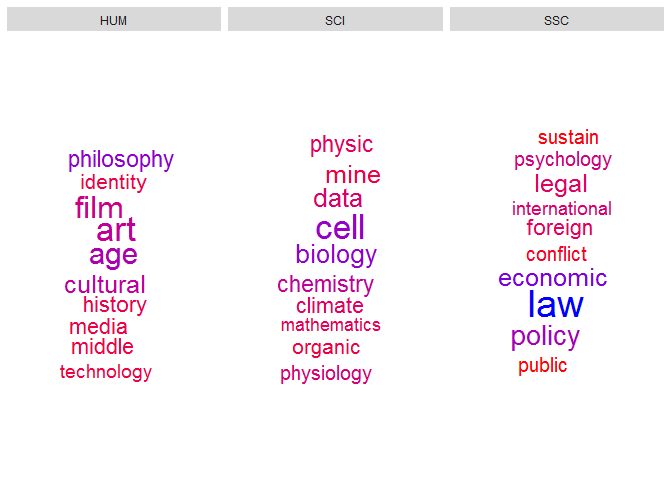 HUM
philosophy
identity
film
art
age
cultural
history
media
middle
technology
SCI
physic
mine
data
cell
biology
chemistry
climate
mathematics
organic
physiology
SSC
sustain
psychology
legal
international
foreign
conflict
economic
law
policy
public